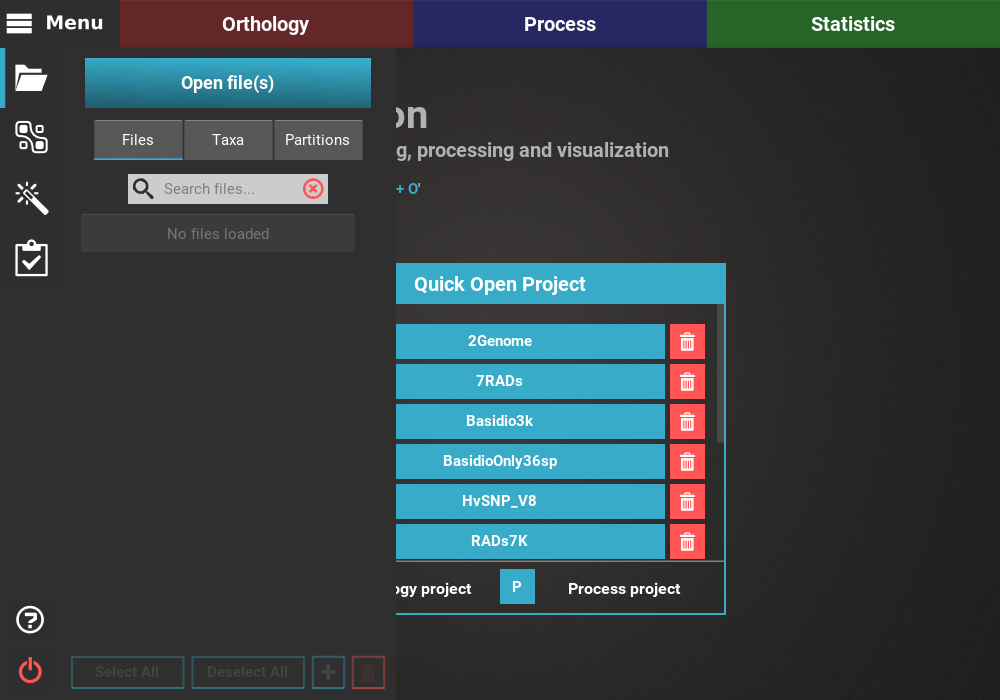 Menu
Orthology
Process
Statistics
Open file(s)
Files
Taxa
Partitions
Search files...
No files loaded
on
g, processing and visualization
+ O'
Quick Open Project
2Genome
7RADs
Basidio3k
BasidioOnly36sp
HvSNP_V8
RADs7K
ogy project
P
Process project
Select All
Deselect All